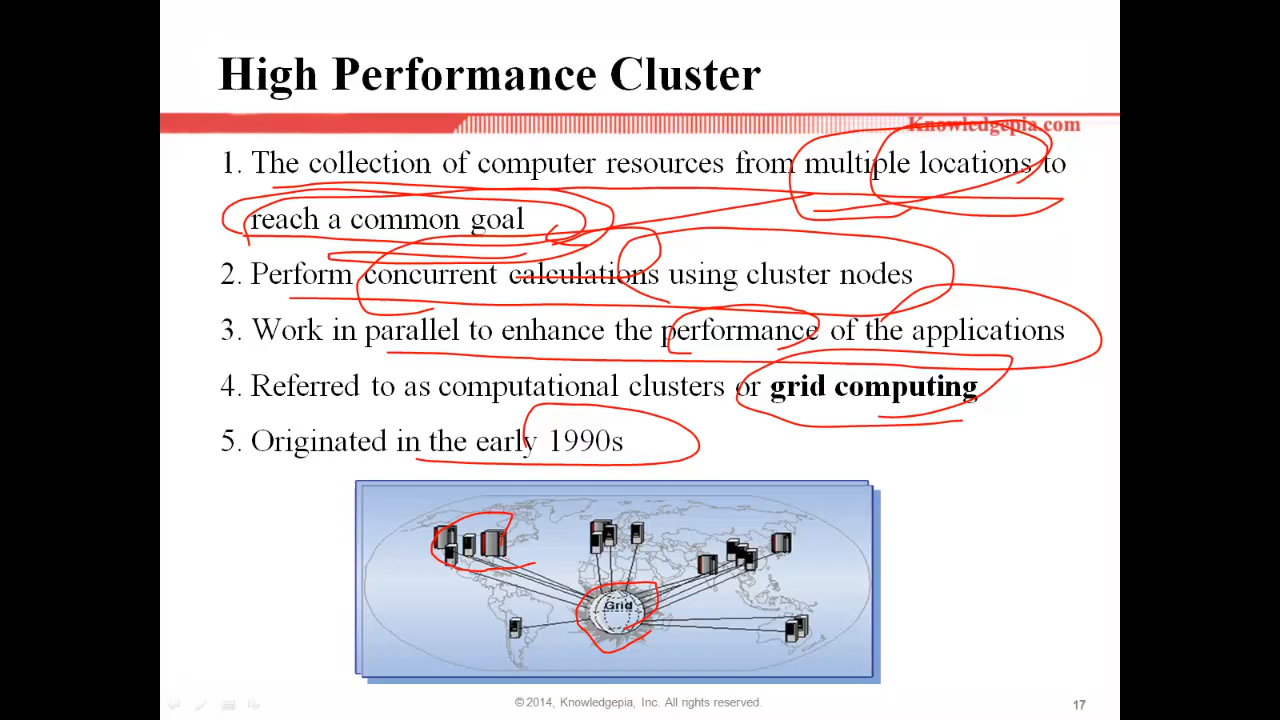 High Performance Cluster
Knowledgepia.com
1. The collection of computer resources from multiple locations to
reach a common goal
2. Perform concurrent calculations using cluster nodes
3. Work in parallel to enhance the performance of the applications
4. Referred to as computational clusters or grid computing
5. Originated in the early 1990s
Grid
© 2014, Knowledgepia, Inc. All rights reserved.
17